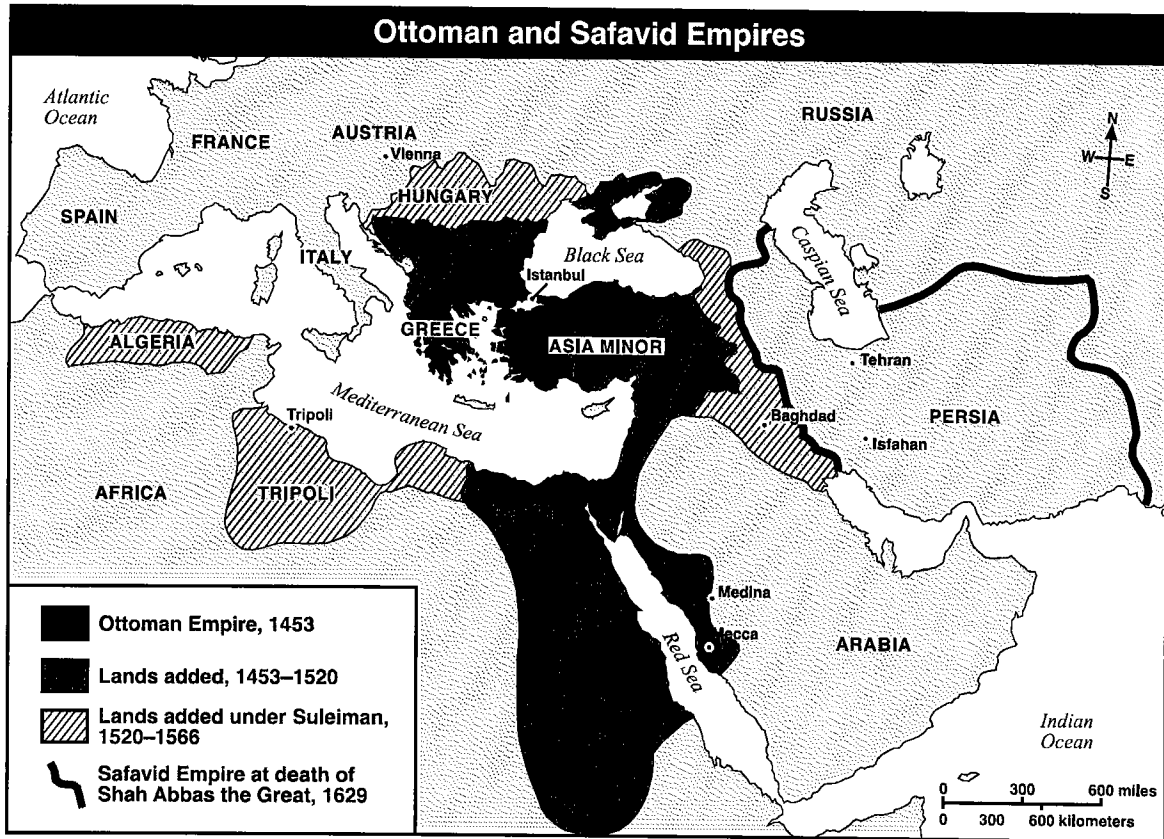 Ottoman and Safavid Empires
Atlantic
Ocean
FRANCE
AUSTRIA
Vienna
RUSSIA
N
W
E
S
HUNGARY
SPAIN
ITALY
Black Sea
Caspian Sea
Istanbul
GREECE
ASIA MINOR
ALGERIA
Tehran
Mediterranean Sea
Tripoli
Baghdad
PERSIA
Isfahan
AFRICA
TRIPOLI
Medina
Mecca
Red Sea
ARABIA
Indian
Ocean
Ottoman Empire, 1453
Lands added, 1453–1520
Lands added under Suleiman,
1520–1566
Safavid Empire at death of
Shah Abbas the Great, 1629
0 300 600 miles
0 300 600 kilometers